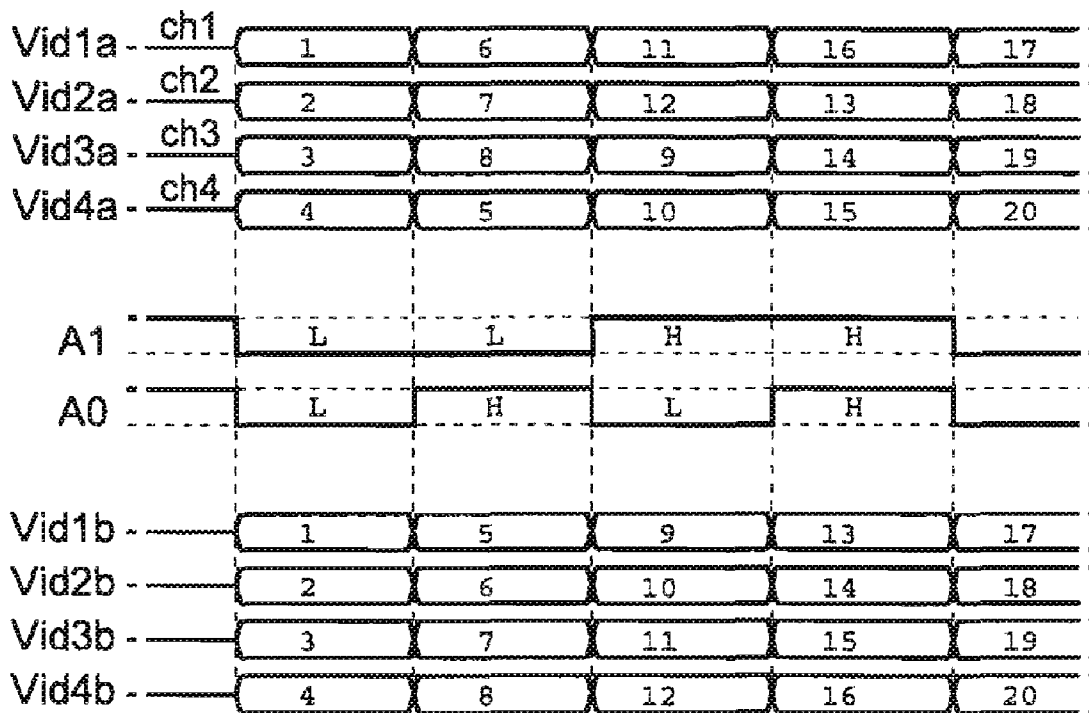 Vid1a ch1 1 6 11 16 17
Vid2a ch2 2 7 12 13 18
Vid3a ch3 3 8 9 14 19
Vid4a ch4 4 5 10 15 20
A1 L L H H
A0 L H L H
Vid1b 1 5 9 13 17
Vid2b 2 6 10 14 18
Vid3b 3 7 11 15 19
Vid4b 4 8 12 16 20